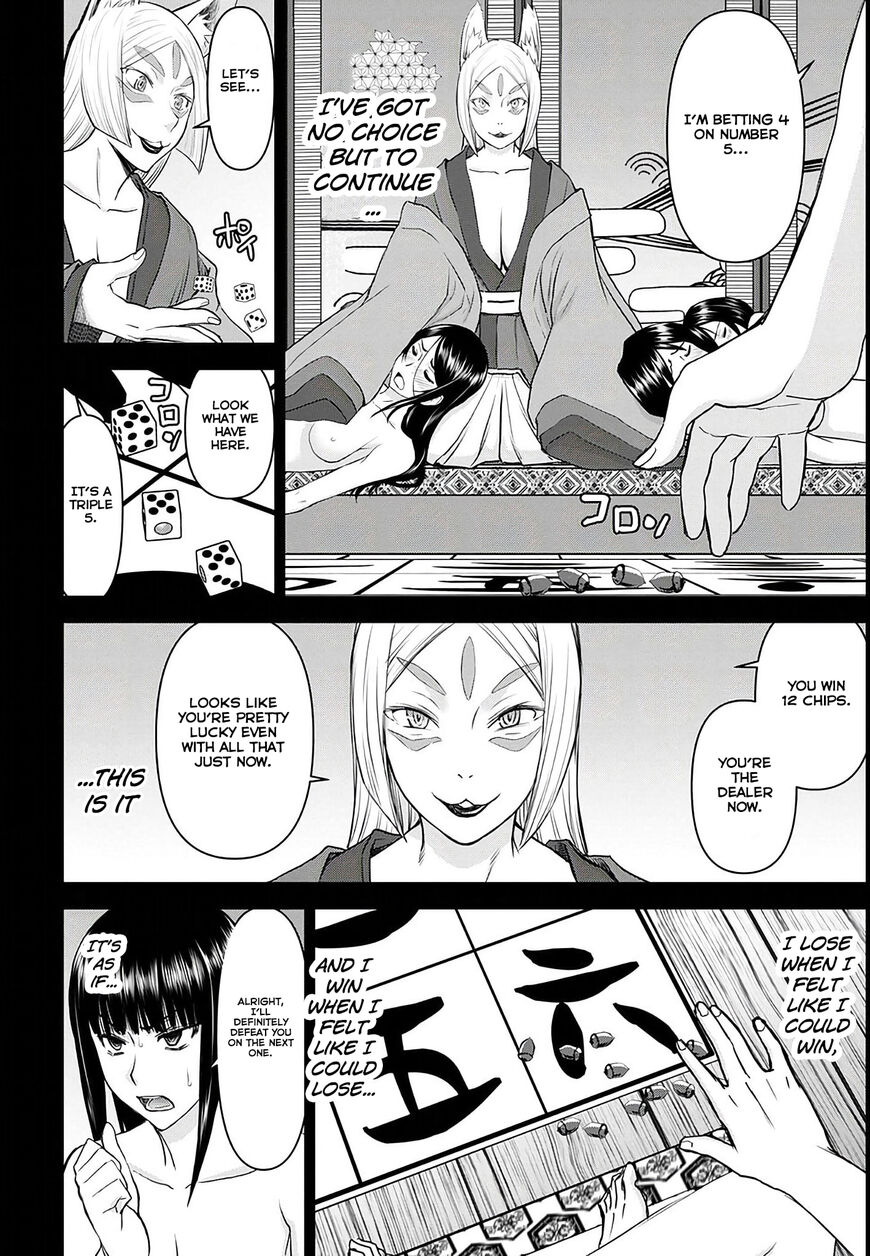 I'M BETTING 4
ON NUMBER
5...
I'VE GOT
NO CHOICE
BUT TO
CONTINUE
...
コロン
LET'S
SEE...
ポイ
LOOK
WHAT WE
HAVE
HERE.
コロン
IT'S A
TRIPLE
5.
YOU WIN
12 CHIPS.
YOU'RE
THE
DEALER
NOW.
LOOKS LIKE
YOU'RE PRETTY
LUCKY EVEN
WITH ALL THAT
JUST NOW.
...THIS
IS IT
I LOSE
WHEN I
FELT
LIKE I
COULD
WIN,
六
五
AND I
WIN
WHEN I
FELT
LIKE I
COULD
LOSE...
ALRIGHT,
I'LL
DEFINITELY
DEFEAT YOU
ON THE NEXT
ONE.
IT'S
AS
IF...